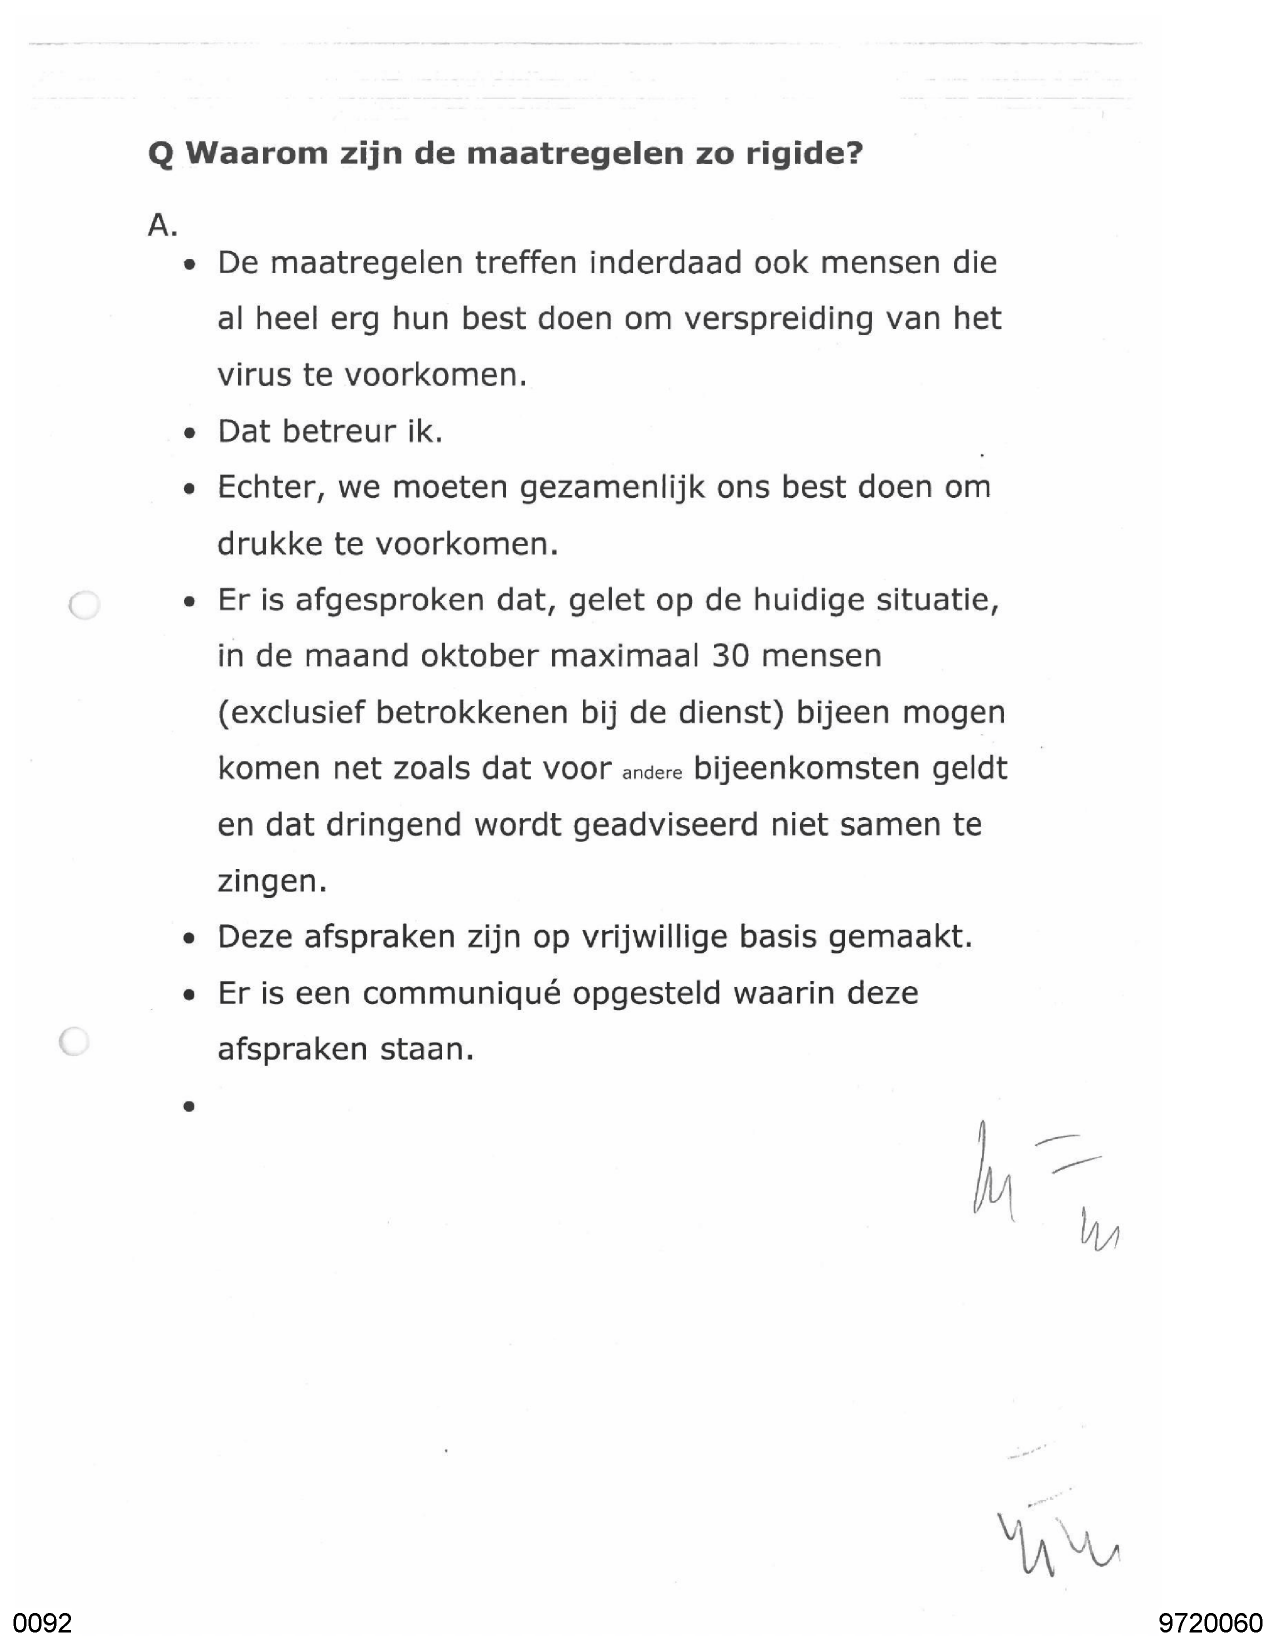 Q Waarom zijn de maatregelen zo rigide?
A.
• De maatregelen treffen inderdaad ook mensen die
al heel erg hun best doen om verspreiding van het
virus te voorkomen.
• Dat betreur ik.
• Echter, we moeten gezamenlijk ons best doen om
drukke te voorkomen.
• Er is afgesproken dat, gelet op de huidige situatie,
in de maand oktober maximaal 30 mensen
(exclusief betrokkenen bij de dienst) bijeen mogen
komen net zoals dat voor andere bijeenkomsten geldt
en dat dringend wordt geadviseerd niet samen te
zingen.
• Deze afspraken zijn op vrijwillige basis gemaakt.
• Er is een communiqué opgesteld waarin deze
afspraken staan.
•
0092
9720060